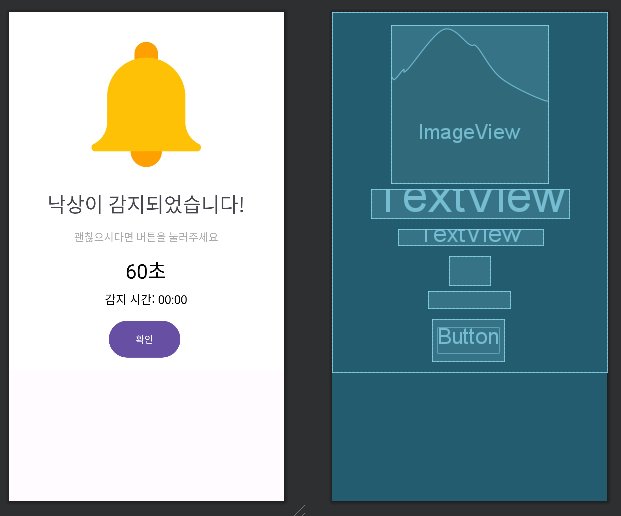 낙상이 감지되었습니다!
괜찮으시다면 버튼을 눌러주세요
60초
감지 시간: 00:00
확인
ImageView
TextView
TextView
Button